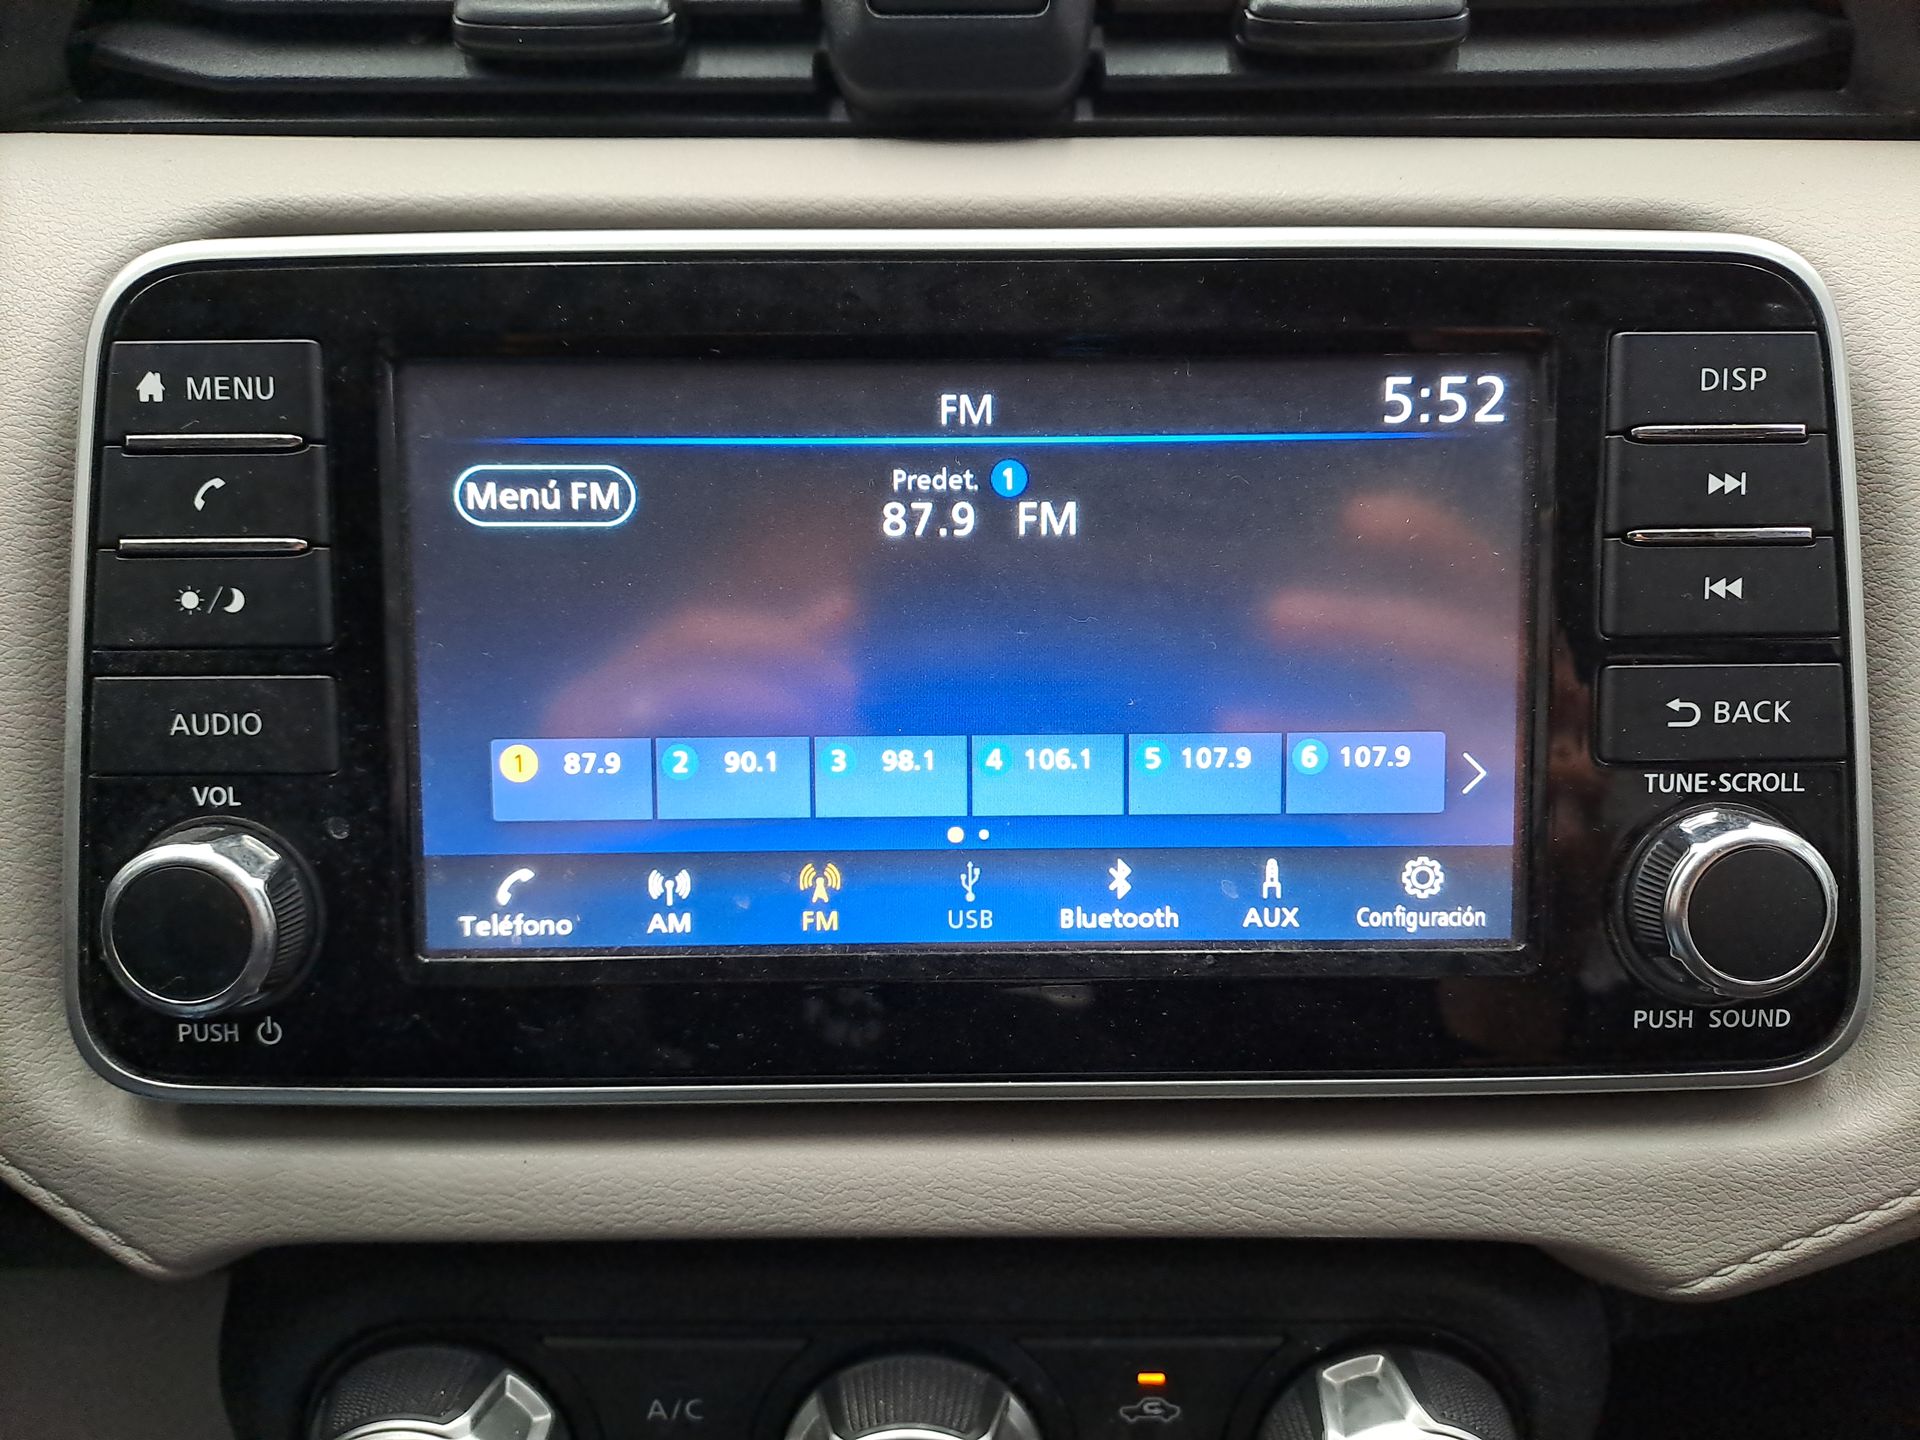 MENU
AUDIO
VOL
PUSH
FM
5:52
Menú FM
Predet. 1
87.9 FM
1 87.9 2 90.1 3 98.1 4 106.1 5 107.9 6 107.9
Teléfono AM FM USB Bluetooth AUX Configuración
DISP
BACK
TUNE·SCROLL
PUSH SOUND
A/C